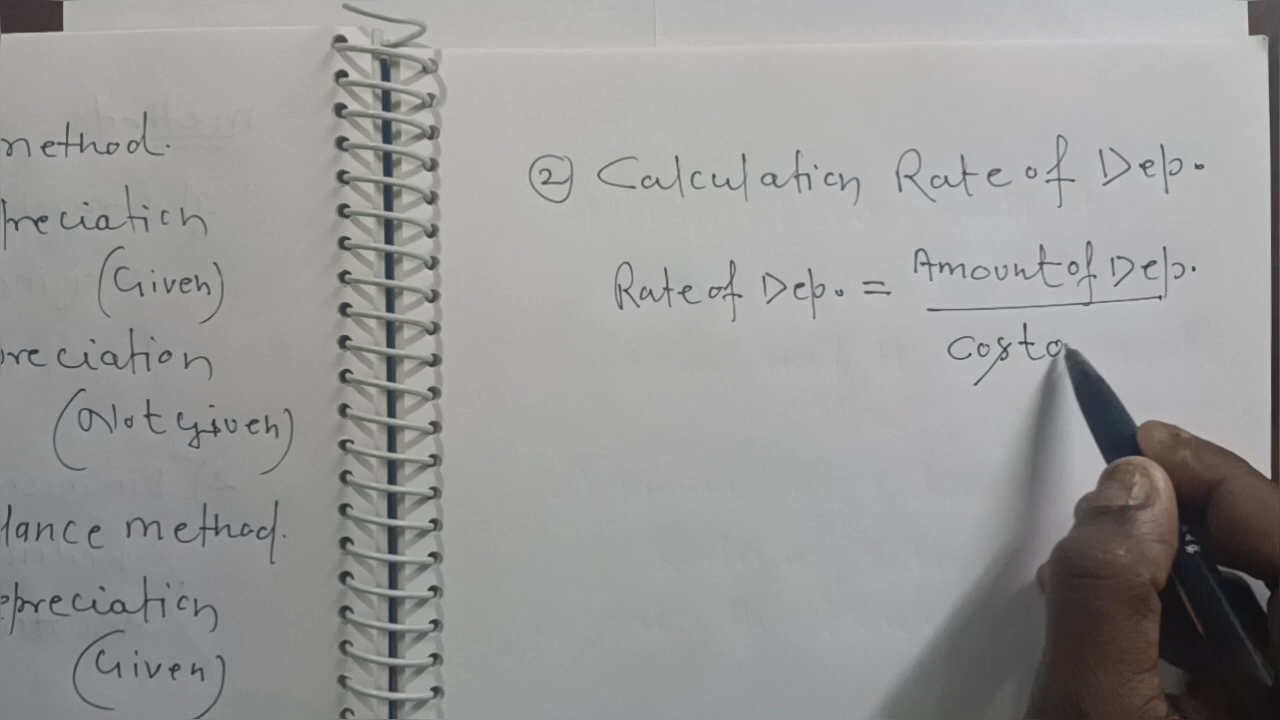 method.
preciation
(Given)
preciation
(Not given)
lance method.
epreciation
(Given)
② Calculation Rate of Dep.
Rate of Dep. = Amount of Dep.
Cost o